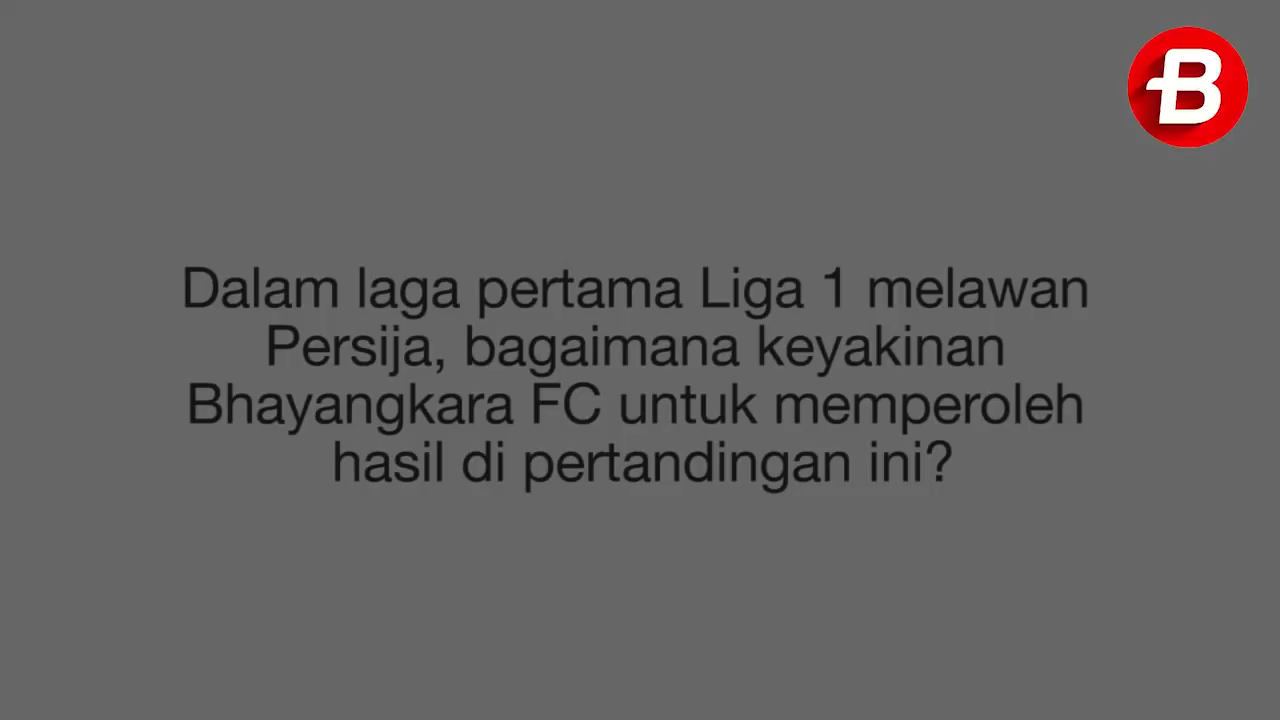 B
Dalam laga pertama Liga 1 melawan
Persija, bagaimana keyakinan
Bhayangkara FC untuk memperoleh
hasil di pertandingan ini?